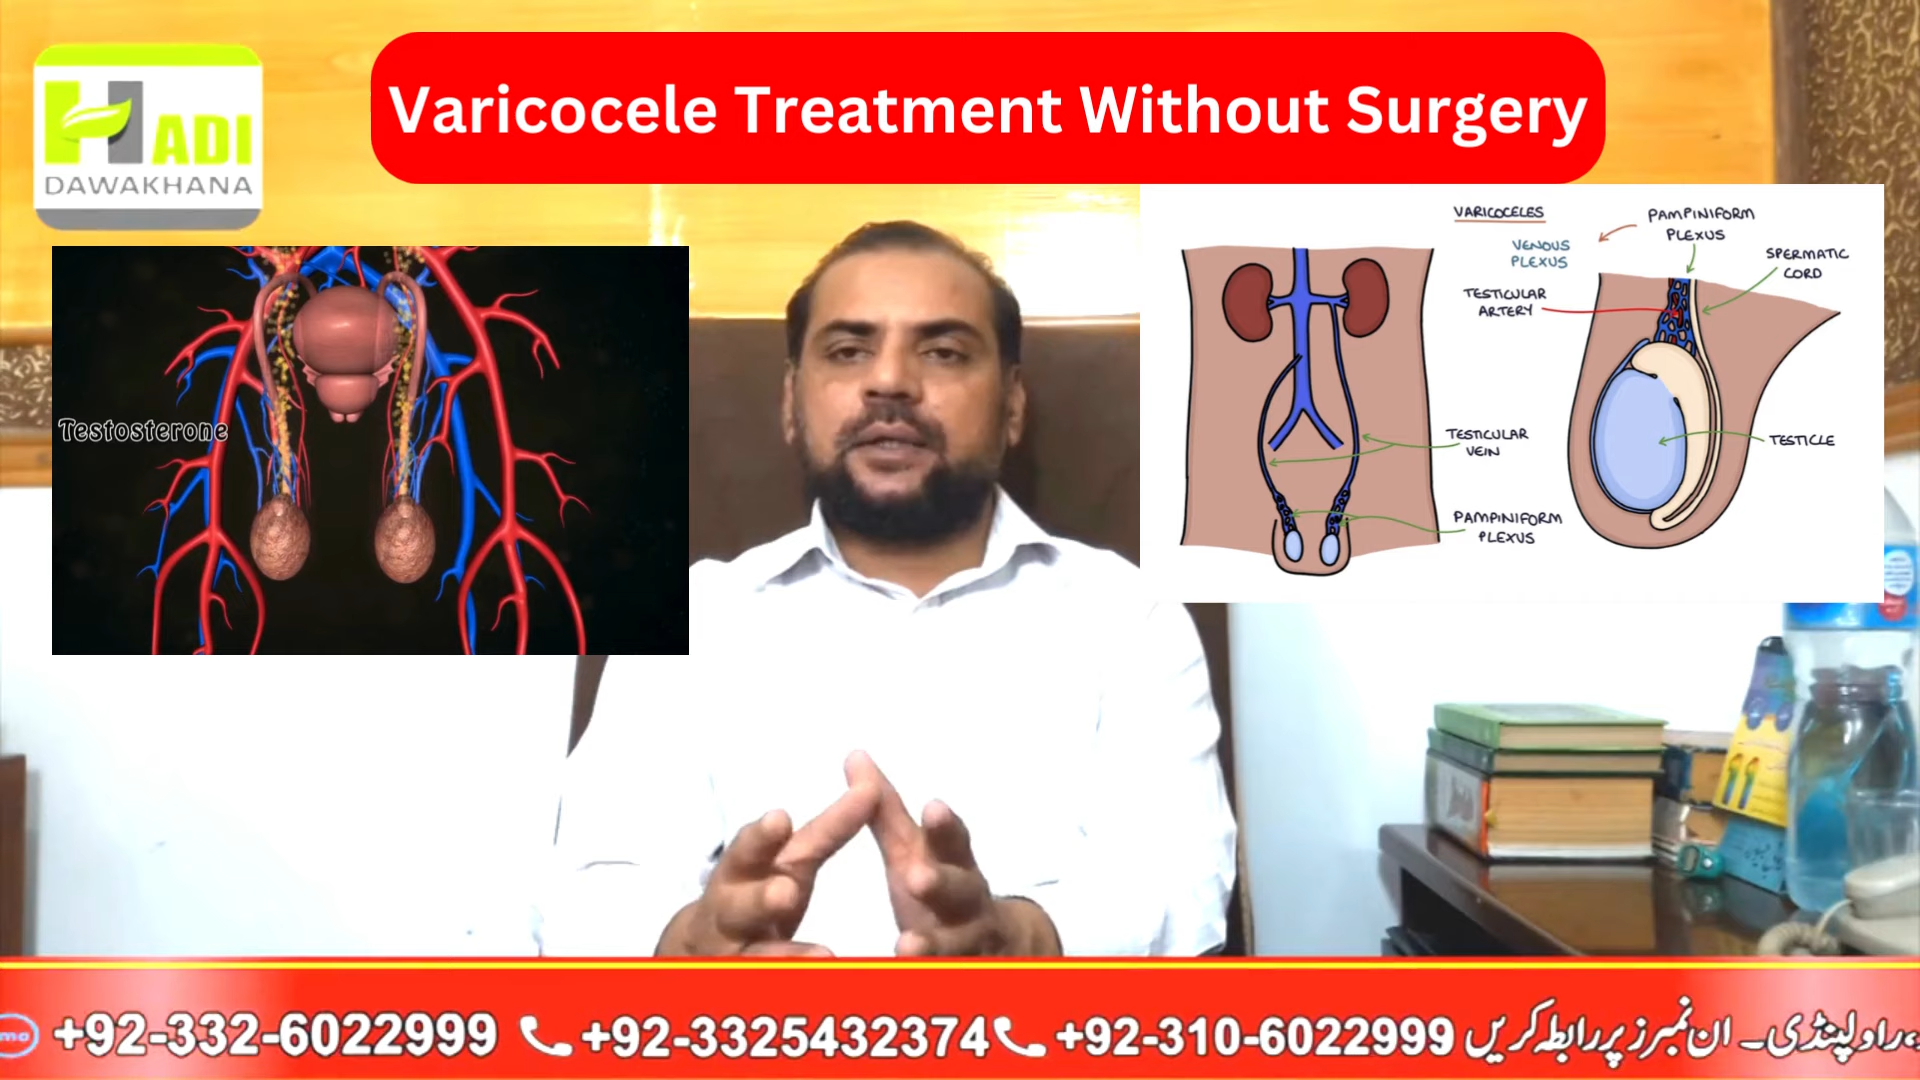 Varicocele Treatment Without Surgery
HADI
DAWAKHANA
Testosterone
VARICOCELES
VENOUS
PLEXUS
PAMPINIFORM
PLEXUS
SPERMATIC
CORD
TESTICULAR
ARTERY
TESTICULAR
VEIN
TESTICLE
PAMPINIFORM
PLEXUS
+92-332-6022999 +92-3325432374 +92-310-6022999 راولپنڈی۔ ان نمبرز پر رابطہ کریں